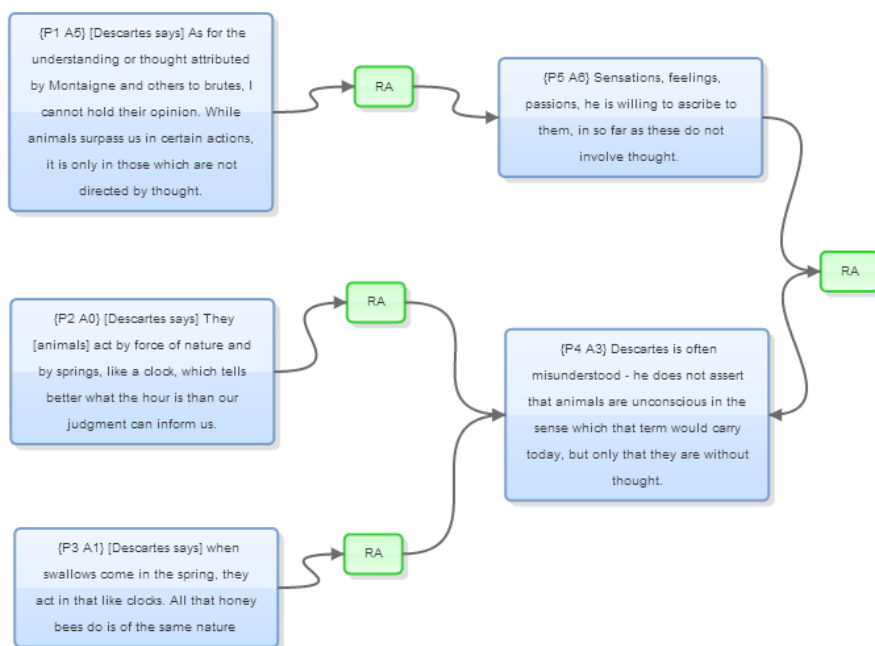 {P1 A5} [Descartes says] As for the
understanding or thought attributed
by Montaigne and others to brutes, I
cannot hold their opinion. While
animals surpass us in certain actions,
it is only in those which are not
directed by thought.
RA
{P5 A6} Sensations, feelings,
passions, he is willing to ascribe to
them, in so far as these do not
involve thought.
RA
{P2 A0} [Descartes says] They
[animals] act by force of nature and
by springs, like a clock, which tells
better what the hour is than our
judgment can inform us.
RA
{P4 A3} Descartes is often
misunderstood - he does not assert
that animals are unconscious in the
sense which that term would carry
today, but only that they are without
thought.
{P3 A1} [Descartes says] when
swallows come in the spring, they
act in that like clocks. All that honey
bees do is of the same nature
RA